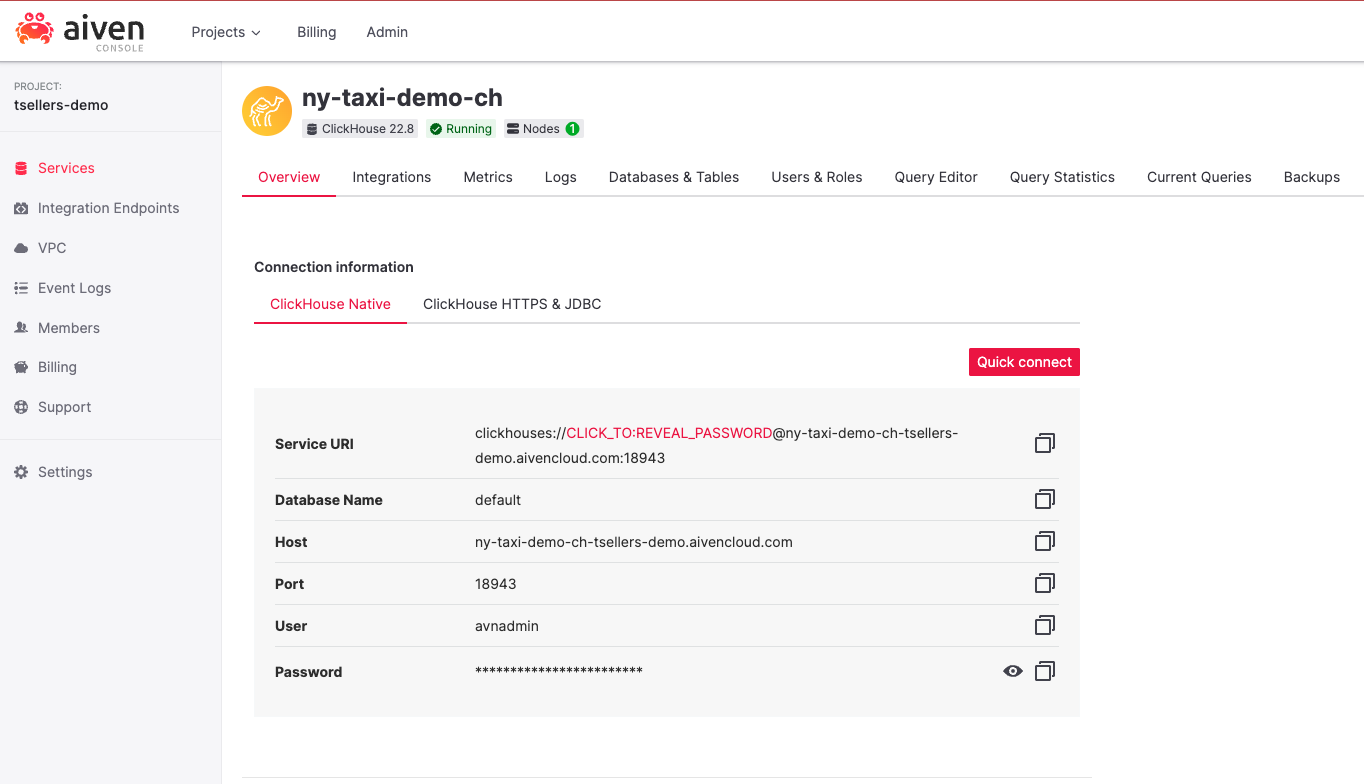 aiven
CONSOLE
Projects
Billing
Admin
PROJECT:
tsellers-demo
Services
Integration Endpoints
VPC
Event Logs
Members
Billing
Support
Settings
ny-taxi-demo-ch
ClickHouse 22.8 Running Nodes 1
Overview Integrations Metrics Logs Databases & Tables Users & Roles Query Editor Query Statistics Current Queries Backups
Connection information
ClickHouse Native ClickHouse HTTPS & JDBC
Quick connect
Service URI clickhouses://CLICK_TO:REVEAL_PASSWORD@ny-taxi-demo-ch-tsellers-
demo.aivencloud.com:18943
Database Name default
Host ny-taxi-demo-ch-tsellers-demo.aivencloud.com
Port 18943
User avnadmin
Password ************************